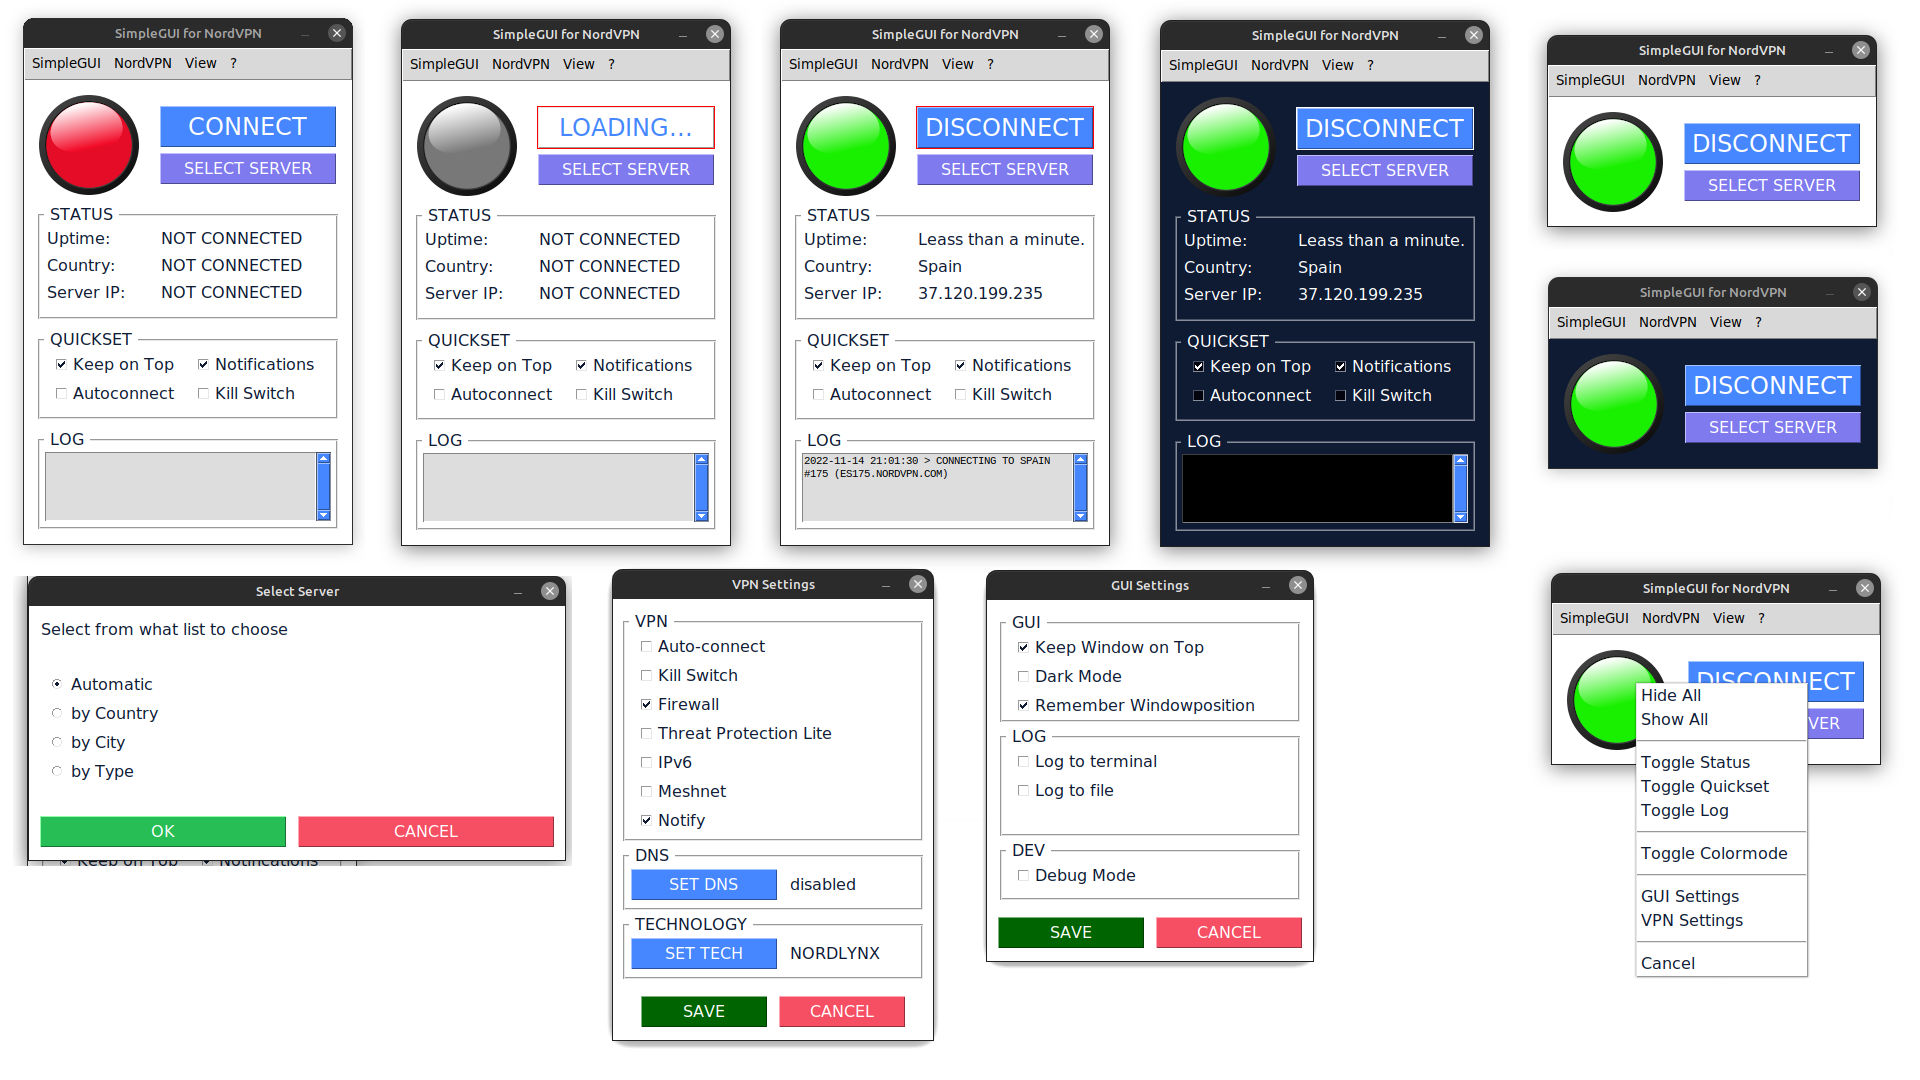 SimpleGUI for NordVPN
SimpleGUI NordVPN View ?
CONNECT
SELECT SERVER
STATUS
Uptime: NOT CONNECTED
Country: NOT CONNECTED
Server IP: NOT CONNECTED
QUICKSET
Keep on Top Notifications
Autoconnect Kill Switch
LOG
SimpleGUI for NordVPN
SimpleGUI NordVPN View ?
LOADING...
SELECT SERVER
STATUS
Uptime: NOT CONNECTED
Country: NOT CONNECTED
Server IP: NOT CONNECTED
QUICKSET
Keep on Top Notifications
Autoconnect Kill Switch
LOG
SimpleGUI for NordVPN
SimpleGUI NordVPN View ?
DISCONNECT
SELECT SERVER
STATUS
Uptime: Leass than a minute.
Country: Spain
Server IP: 37.120.199.235
QUICKSET
Keep on Top Notifications
Autoconnect Kill Switch
LOG
2022-11-14 21:01:30 > CONNECTING TO SPAIN
#175 (ES175.NORDVPN.COM)
SimpleGUI for NordVPN
SimpleGUI NordVPN View ?
DISCONNECT
SELECT SERVER
STATUS
Uptime: Leass than a minute.
Country: Spain
Server IP: 37.120.199.235
QUICKSET
Keep on Top Notifications
Autoconnect Kill Switch
LOG
SimpleGUI for NordVPN
SimpleGUI NordVPN View ?
DISCONNECT
SELECT SERVER
SimpleGUI for NordVPN
SimpleGUI NordVPN View ?
DISCONNECT
SELECT SERVER
Select Server
Select from what list to choose
Automatic
by Country
by City
by Type
OK CANCEL
Keep on Top Notifications
VPN Settings
VPN
Auto-connect
Kill Switch
Firewall
Threat Protection Lite
IPv6
Meshnet
Notify
DNS
SET DNS disabled
TECHNOLOGY
SET TECH NORDLYNX
SAVE CANCEL
GUI Settings
GUI
Keep Window on Top
Dark Mode
Remember Windowposition
LOG
Log to terminal
Log to file
DEV
Debug Mode
SAVE CANCEL
SimpleGUI for NordVPN
SimpleGUI NordVPN View ?
DISCONNECT
VER
Hide All
Show All
Toggle Status
Toggle Quickset
Toggle Log
Toggle Colormode
GUI Settings
VPN Settings
Cancel